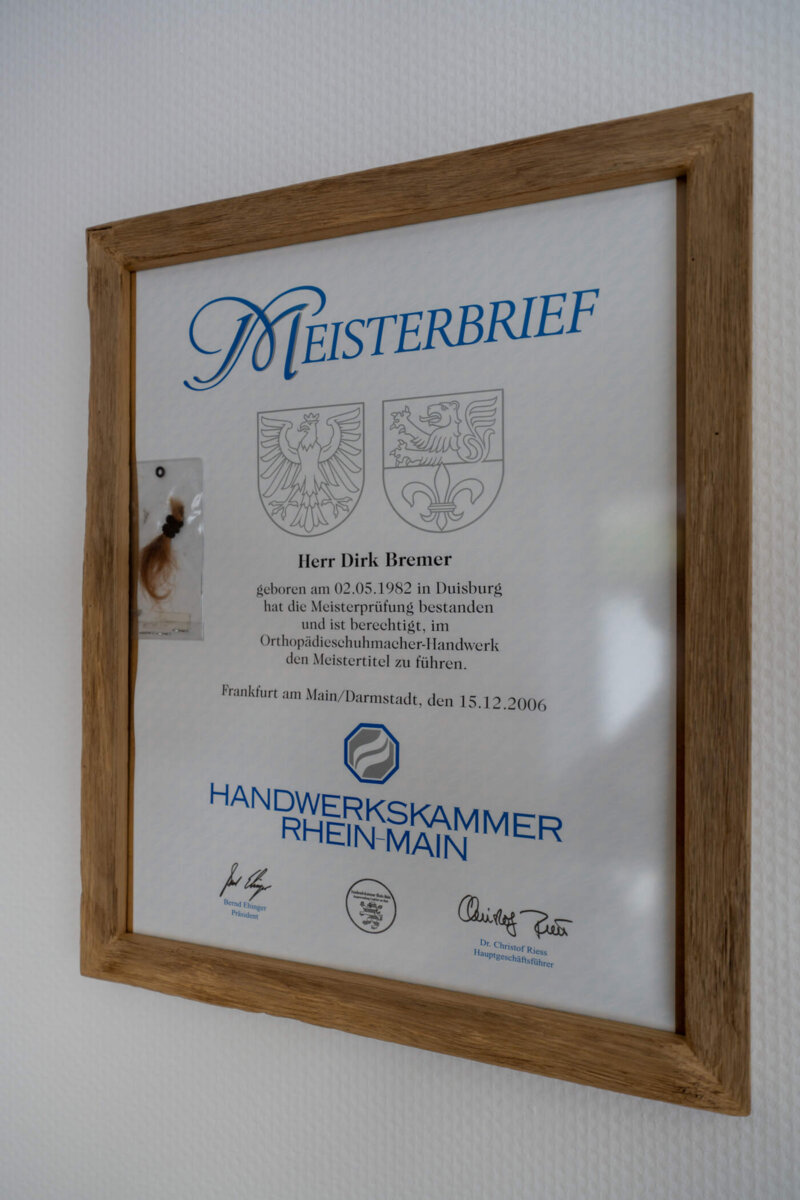 MEISTERBRIEF
Herr Dirk Bremer
geboren am 02.05.1982 in Duisburg
hat die Meisterprüfung bestanden
und ist berechtigt, im
Orthopädieschuhmacher-Handwerk
den Meistertitel zu führen.
Frankfurt am Main/Darmstadt, den 15.12.2006
HANDWERKSKAMMER
RHEIN-MAIN
Bernd Ehinger
Präsident
Christof Riess
Dr. Christof Riess
Hauptgeschäftsführer